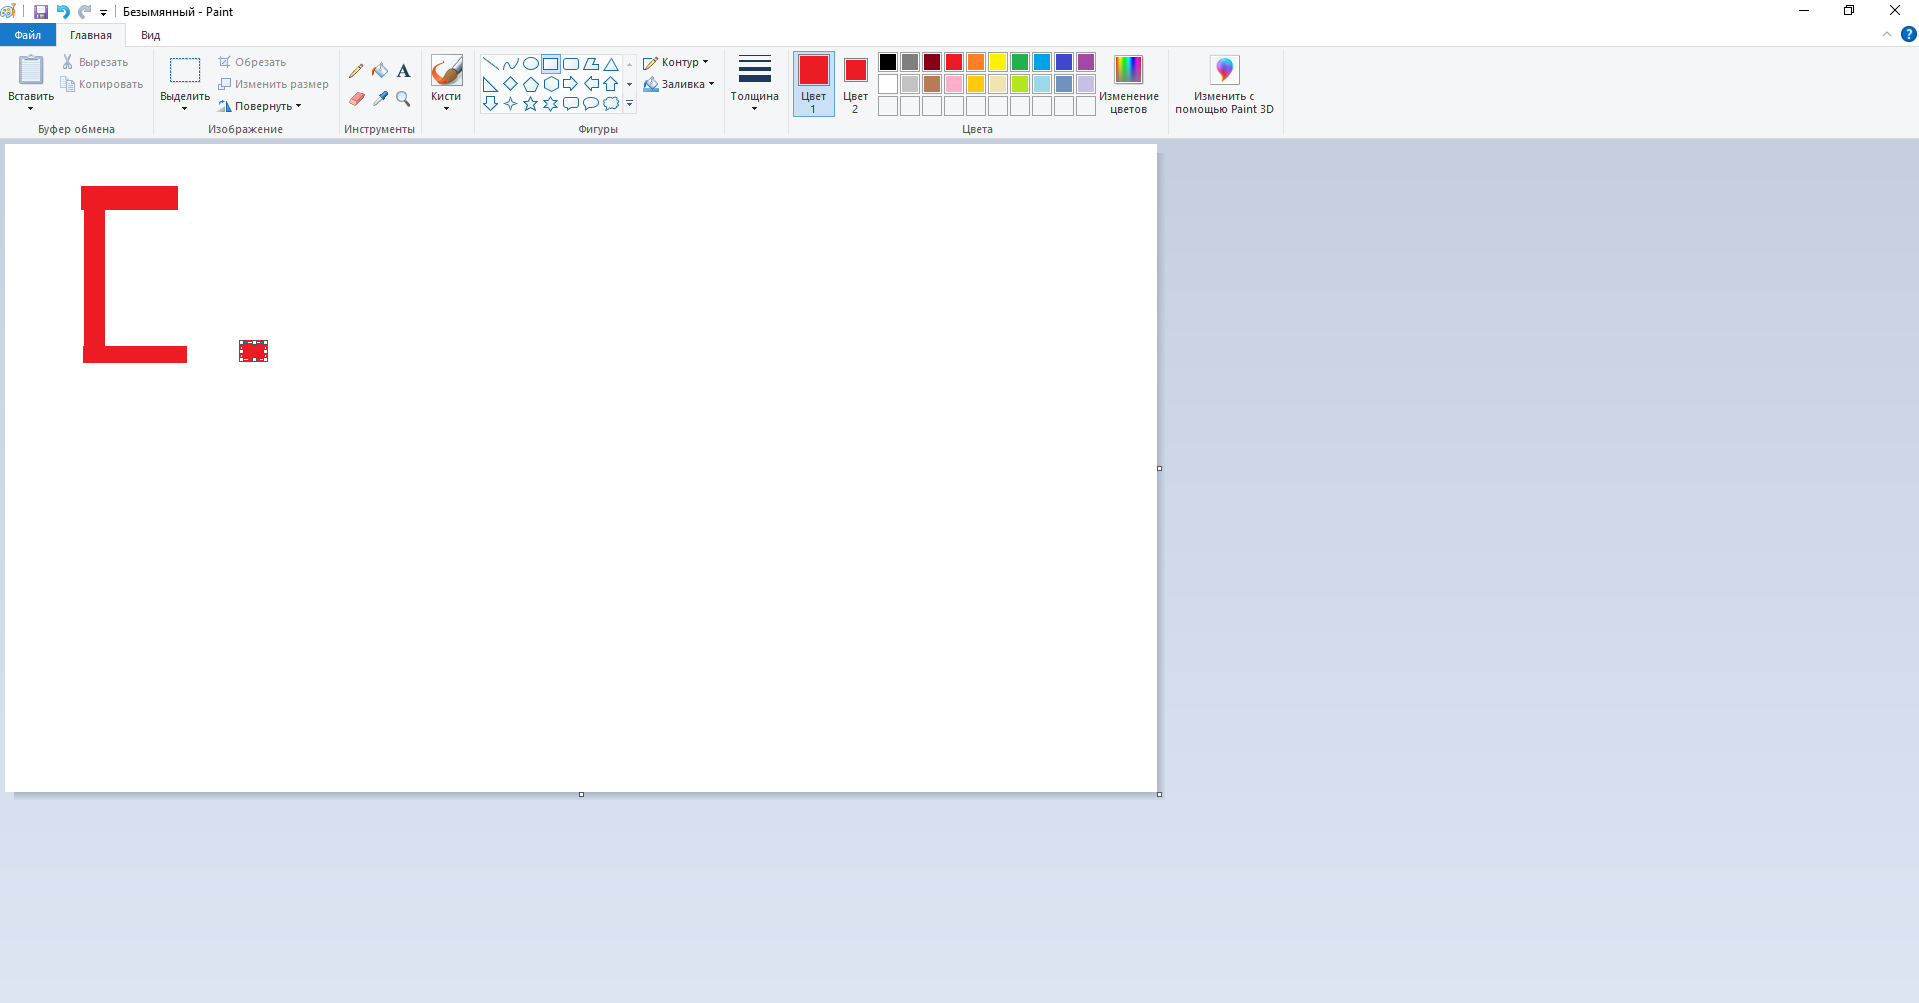 Безымянный - Paint
Файл Главная Вид
Вставить
Вырезать
Копировать
Буфер обмена
Выделить
Обрезать
Изменить размер
Повернуть
Изображение
A
Инструменты
Кисти
Фигуры
Контур
Заливка
Толщина
Цвет
1
Цвет
2
Цвета
Изменение
цветов
Изменить с
помощью Paint 3D
?